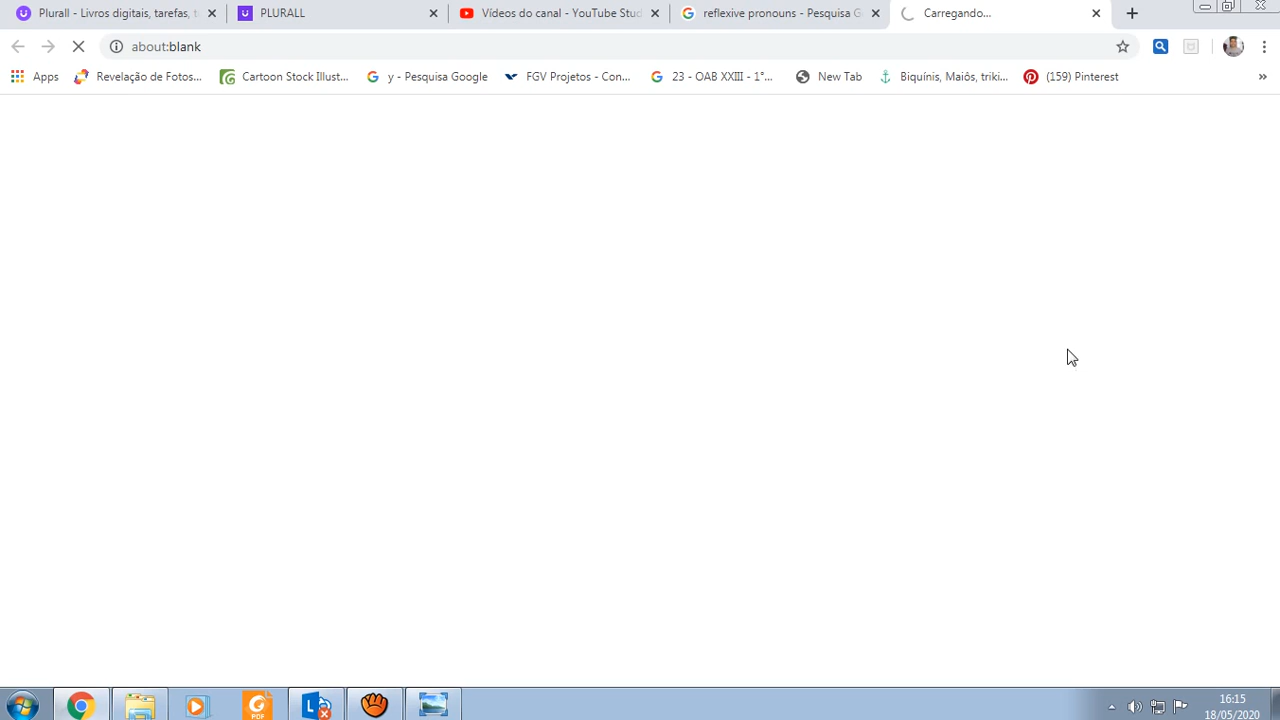 Plurall - Livros digitais, tarefas, t
PLURALL
Vídeos do canal - YouTube Stud
reflexive pronouns - Pesquisa G
Carregando...
about:blank
Apps
Revelação de Fotos...
Cartoon Stock Illust...
y - Pesquisa Google
FGV Projetos - Con...
23 - OAB XXIII - 1°...
New Tab
Biquínis, Maiôs, triki...
(159) Pinterest
PDF
16:15
18/05/2020